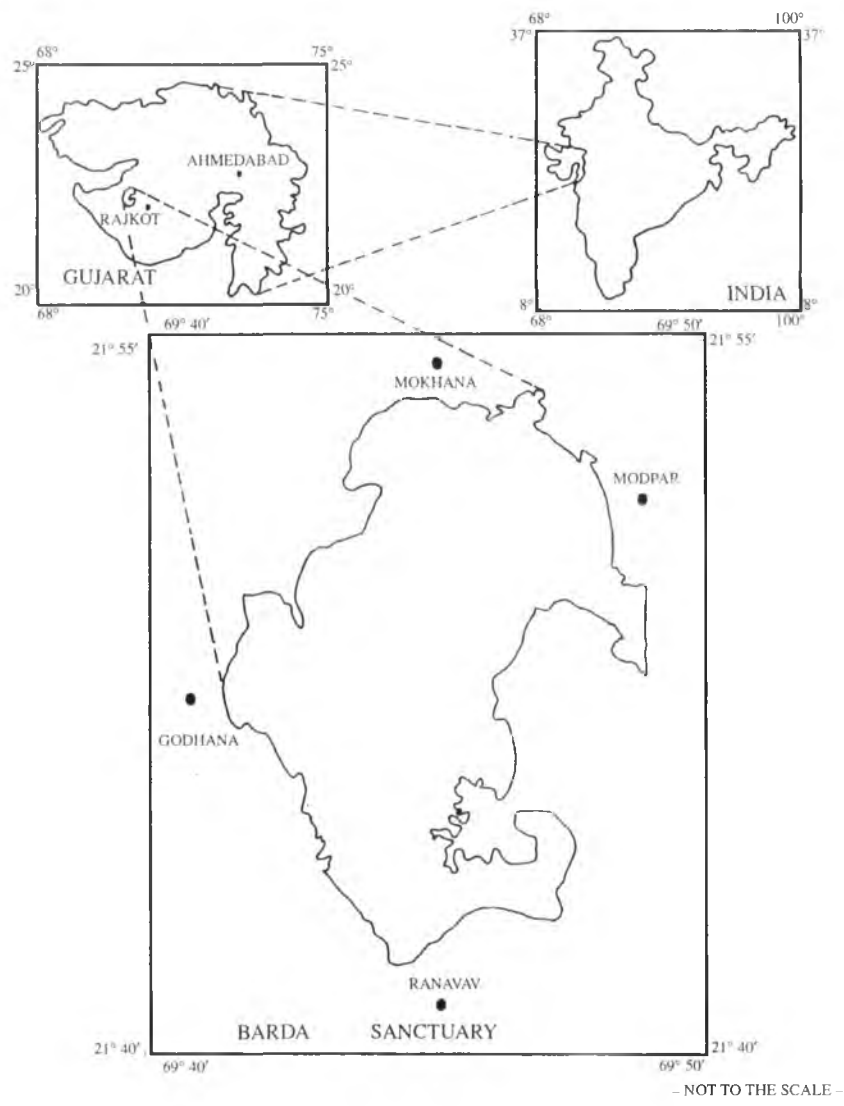 68°
75°
25°
25°
AHMEDABAD
RAJKOT
GUJARAT
20°
20°
68°
75°
68°
100°
37°
37°
INDIA
8°
8°
68°
100°
69° 40'
69° 50'
21° 55'
21° 55'
MOKHANA
MODPAR
GODHANA
RANAVAV
BARDA SANCTUARY
21° 40'
21° 40'
69° 40'
69° 50'
– NOT TO THE SCALE –